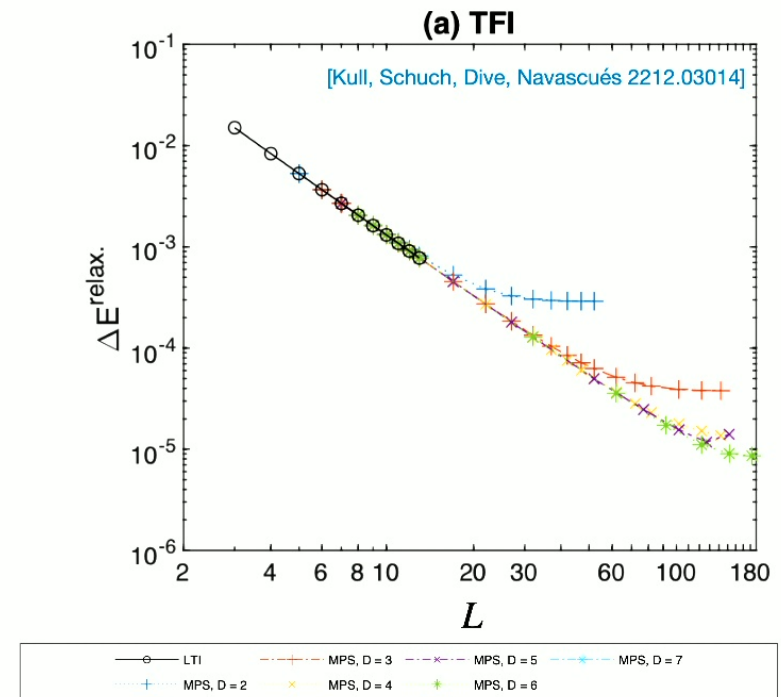 (a) TFI
[Kull, Schuch, Dive, Navascués 2212.03014]
10-1
10-2
10-3
10-4
10-5
10-6
ΔErelax.
2 4 6 8 10 20 30 60 100 180
L
LTI MPS, D = 3 MPS, D = 5 MPS, D = 7
MPS, D = 2 MPS, D = 4 MPS, D = 6